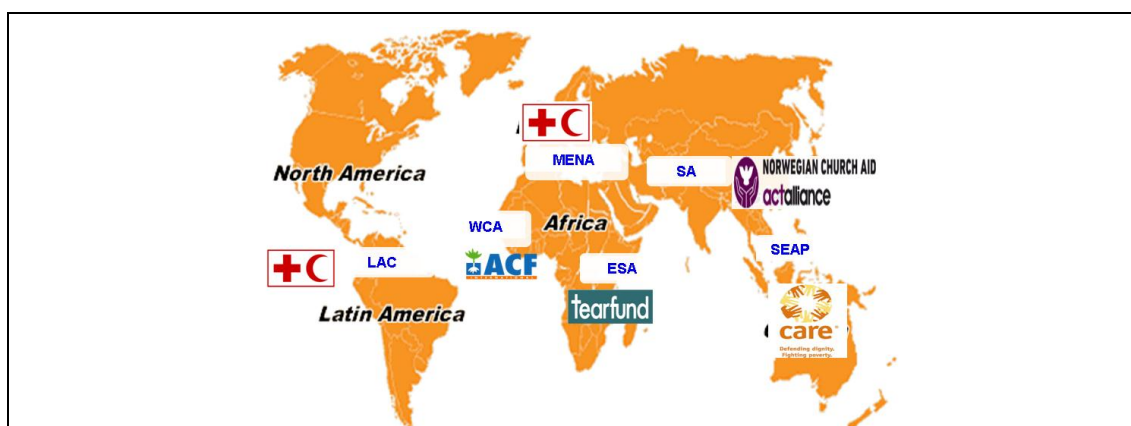 MENA
North America
SA
NORWEGIAN CHURCH AID
actalliance
WCA
Africa
ACF
INTERNATIONAL
LAC
ESA
SEAP
tearfund
Latin America
care
Defending dignity.
Fighting poverty.